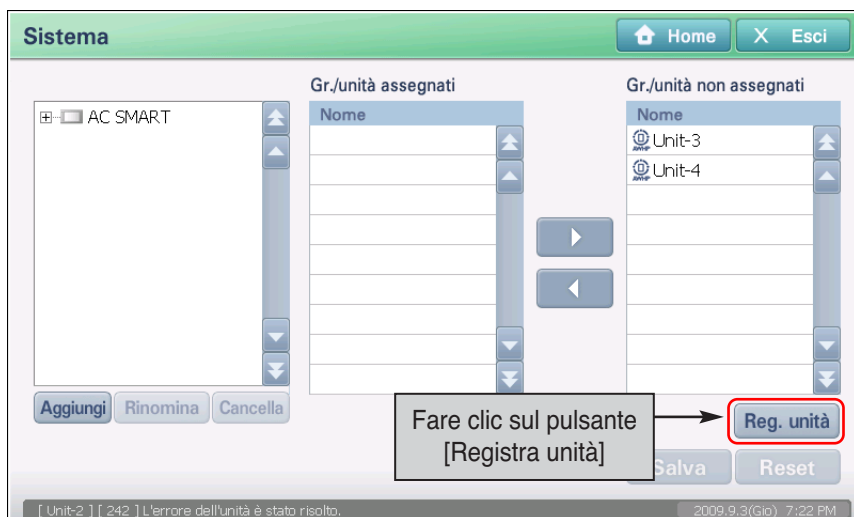 Sistema
Home
X Esci
Gr./unità assegnati
Gr./unità non assegnati
AC SMART
Nome
Nome
Unit-3
Unit-4
Aggiungi
Rinomina
Cancella
Fare clic sul pulsante
[Registra unità]
Reg. unità
Salva
Reset
[ Unit-2 ] [ 242 ] L'errore dell'unità è stato risolto.
2009.9.3(Gio) 7:22 PM